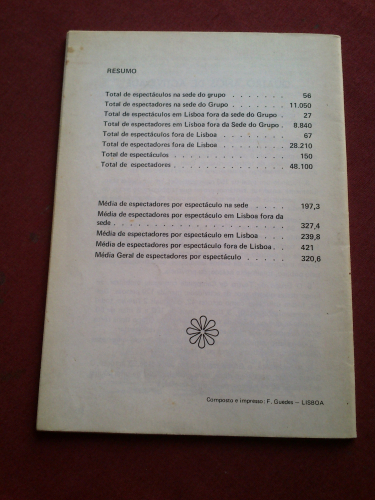 RESUMO
Total de espectáculos na sede do grupo . . . . . . . 56
Total de espectadores na sede do Grupo . . . . . . . 11.050
Total de espectáculos em Lisboa fora da sede do Grupo . 27
Total de espectadores em Lisboa fora da Sede do Grupo . 8.840
Total de espectáculos fora de Lisboa . . . . . . . . 67
Total de espectadores fora de Lisboa . . . . . . . . 28.210
Total de espectáculos . . . . . . . . . . . . . 150
Total de espectadores . . . . . . . . . . . . . 48.100
Média de espectadores por espectáculo na sede . . . . 197,3
Média de espectadores por espectáculo em Lisboa fora da
sede . . . . . . . . . . . . . . . . . . . 327,4
Média de espectadores por espectáculo em Lisboa . . . 239,8
Média de espectadores por espectáculo fora de Lisboa . . 421
Média Geral de espectadores por espectáculo . . . . . 320,6
Composto e impresso: F. Guedes — LISBOA